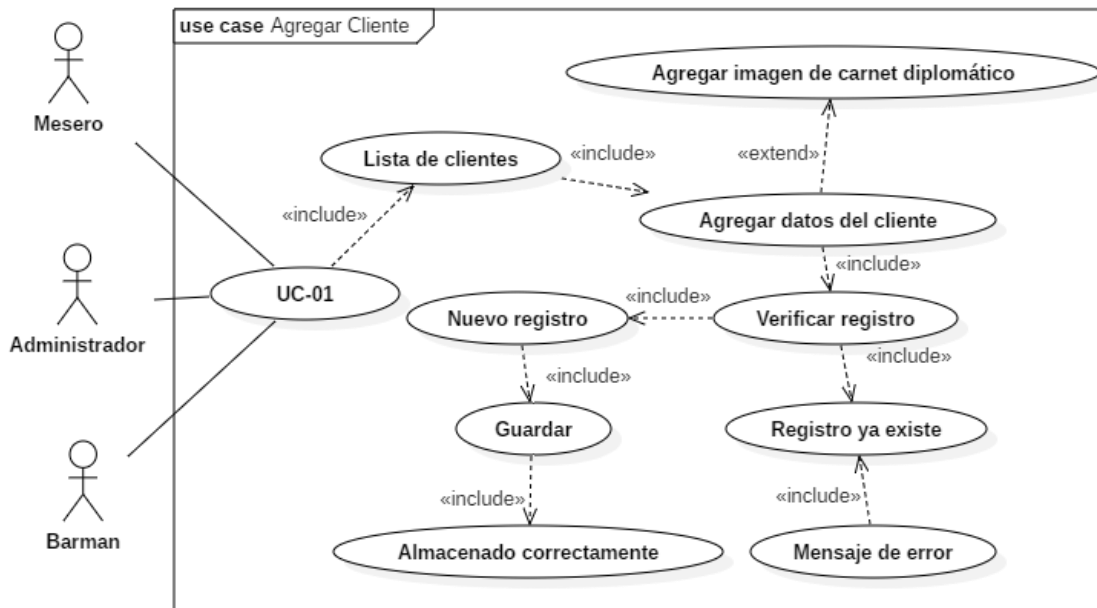 use case Agregar Cliente
Agregar imagen de carnet diplomático
Mesero
Lista de clientes
«include»
«extend»
«include»
Agregar datos del cliente
«include»
UC-01
Administrador
Nuevo registro
«include»
Verificar registro
«include»
«include»
Guardar
Registro ya existe
«include»
«include»
Barman
Almacenado correctamente
Mensaje de error